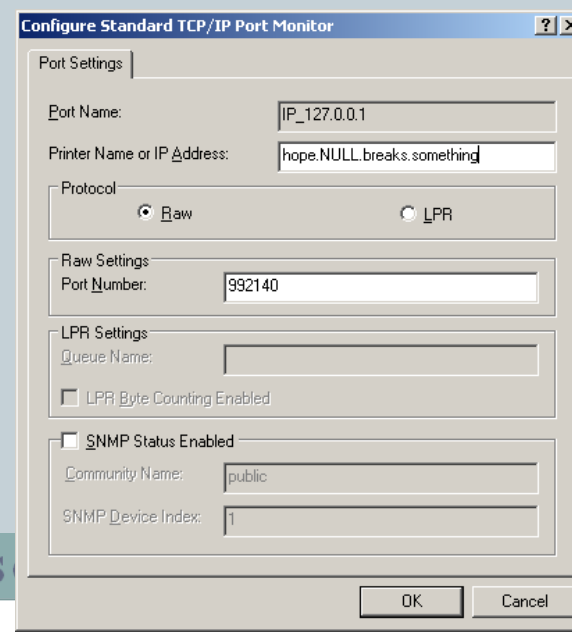 Configure Standard TCP/IP Port Monitor
Port Settings
Port Name: IP_127.0.0.1
Printer Name or IP Address: hope.NULL.breaks.something
Protocol
Raw LPR
Raw Settings
Port Number: 992140
LPR Settings
Queue Name:
LPR Byte Counting Enabled
SNMP Status Enabled
Community Name: public
SNMP Device Index: 1
OK Cancel